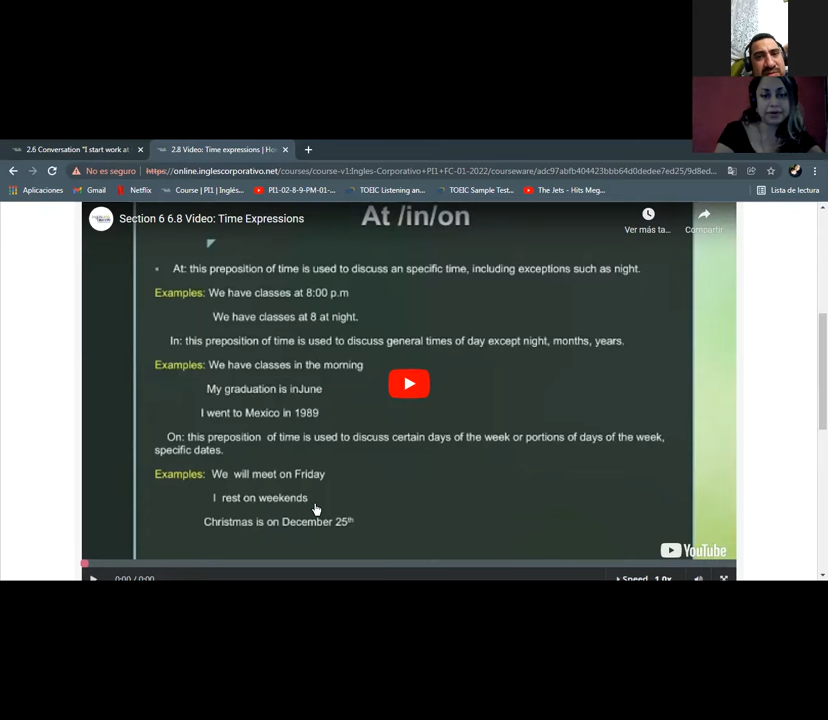 2.6 Conversation "I start work at
2.8 Video: Time expressions | Ho
No es seguro
https://online.inglescorporativo.net/courses/course-v1:Ingles-Corporativo+PI1+FC-01-2022/courseware/adc97abfb404423bbb64d0dedee7ed25/9d8ed...
Aplicaciones
Gmail
Netflix
Course | PI1 | Inglés...
PI1-02-8-9-PM-01-...
TOEIC Listening an...
TOEIC Sample Test...
The Jets - Hits Meg...
Lista de lectura
Section 6 6.8 Video: Time Expressions
At /in/on
Ver más ta...
Compartir
At: this preposition of time is used to discuss an specific time, including exceptions such as night.
Examples: We have classes at 8:00 p.m
We have classes at 8 at night.
In: this preposition of time is used to discuss general times of day except night, months, years.
Examples: We have classes in the morning
My graduation is inJune
I went to Mexico in 1989
On: this preposition of time is used to discuss certain days of the week or portions of days of the week,
specific dates.
Examples: We will meet on Friday
I rest on weekends
Christmas is on December 25th
YouTube
0:00 / 0:00
Speed 1.0x